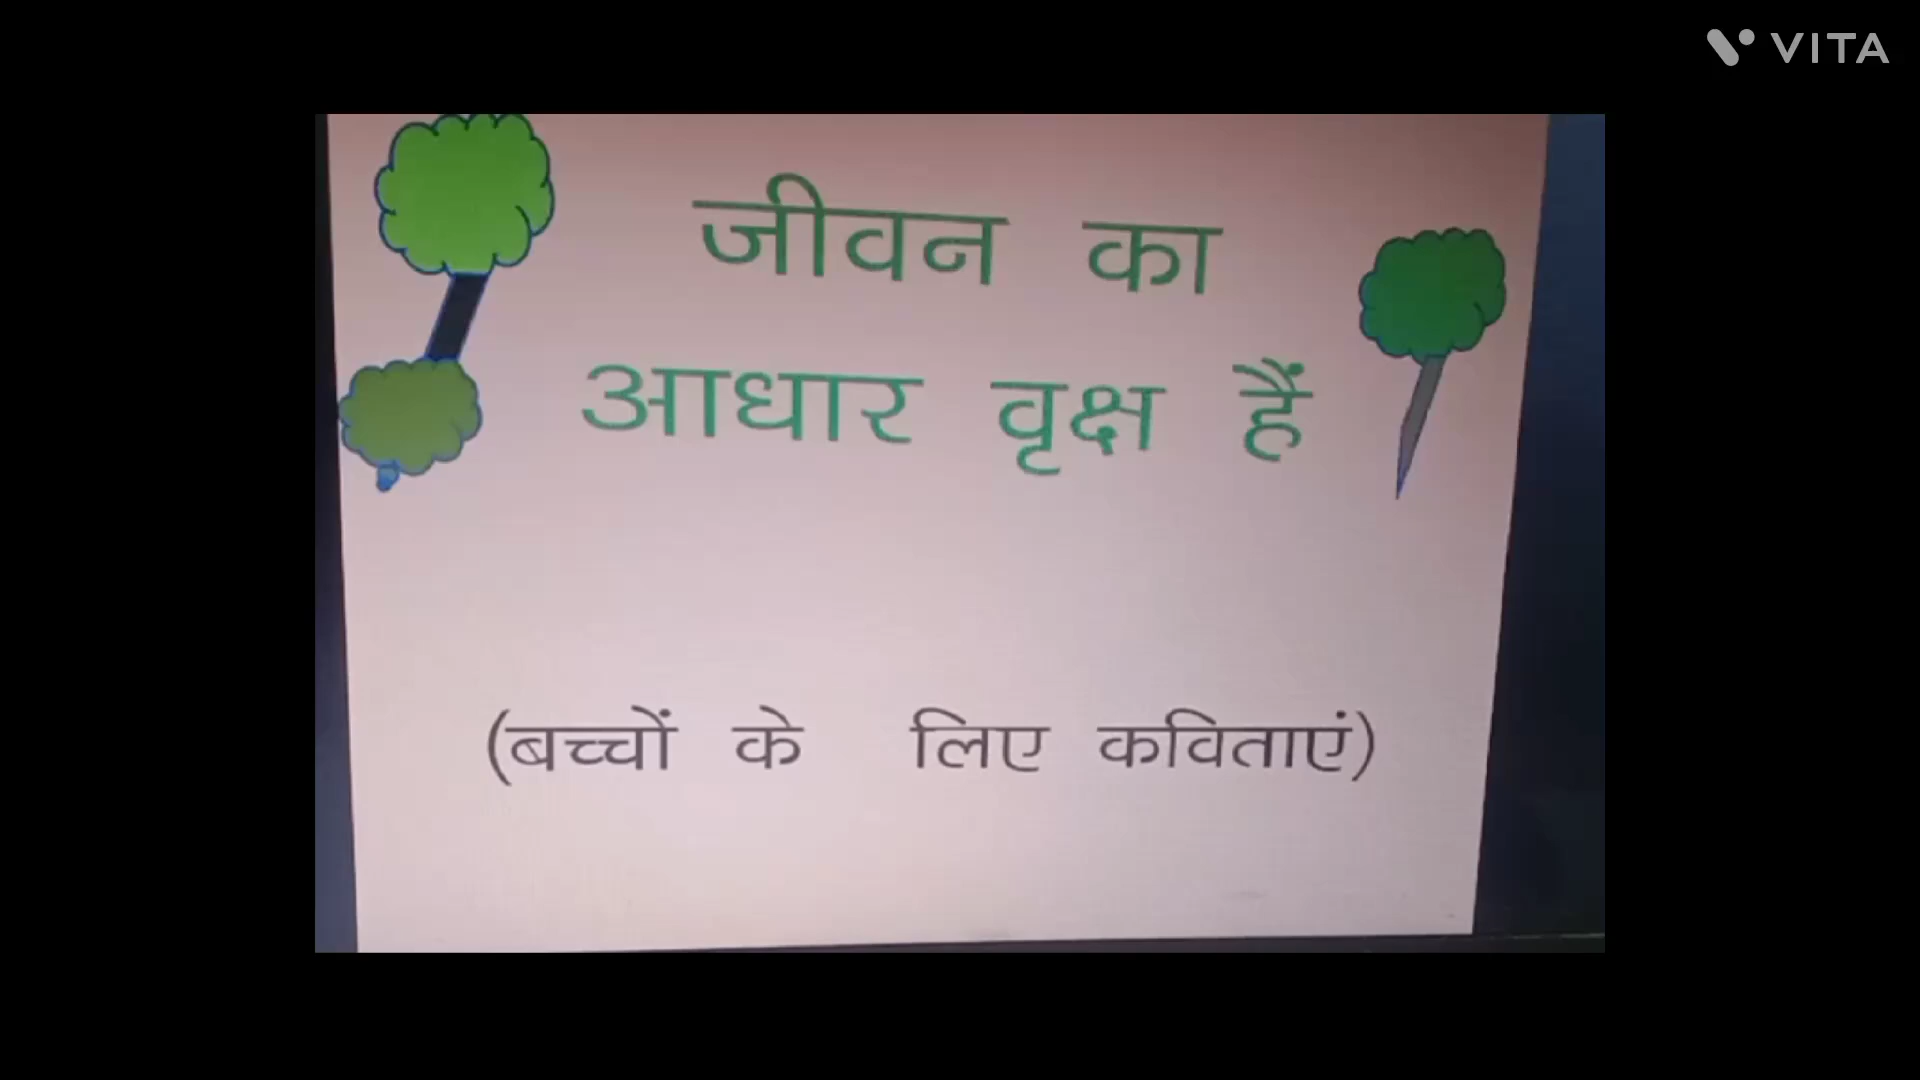 VITA
जीवन का
आधार वृक्ष हैं
(बच्चों के लिए कविताएं)